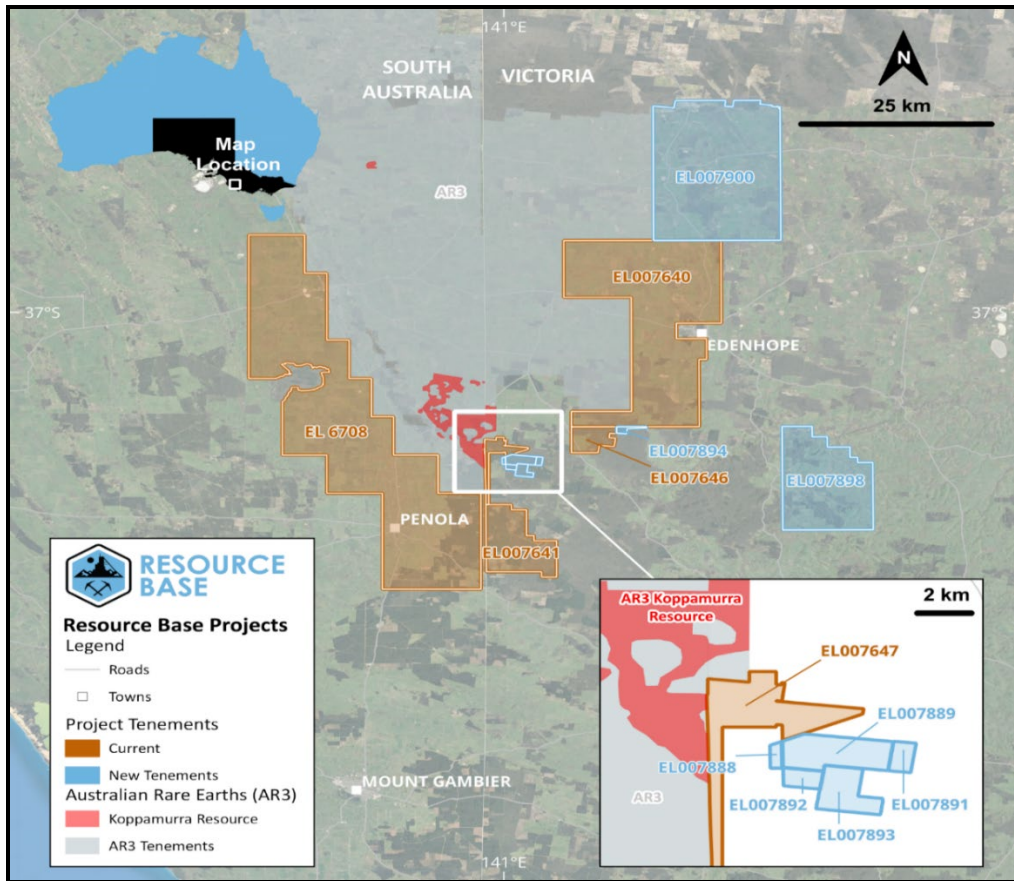 141°E
SOUTH
AUSTRALIA
VICTORIA
N
25 km
Map
Location
AR3
EL007900
EL007640
37°S
37°S
EDENHOPE
EL 6708
EL007894
EL007646
EL007898
PENOLA
EL007641
RESOURCE
BASE
Resource Base Projects
Legend
Roads
Towns
Project Tenements
Current
New Tenements
Australian Rare Earths (AR3)
Koppamurra Resource
AR3 Tenements
MOUNT GAMBIER
141°E
AR3 Koppamurra
Resource
2 km
EL007647
EL007889
EL007888
AR3
EL007892
EL007891
EL007893